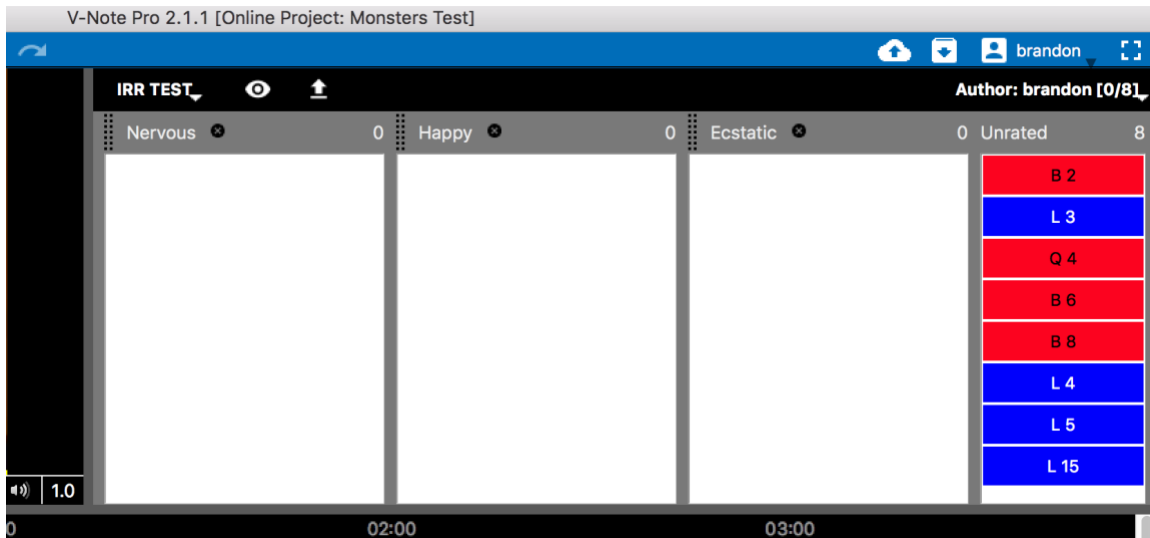 V-Note Pro 2.1.1 [Online Project: Monsters Test]
brandon
IRR TEST Author: brandon [0/8]
Nervous 0 Happy 0 Ecstatic 0 Unrated 8
B 2
L 3
Q 4
B 6
B 8
L 4
L 5
L 15
1.0
0 02:00 03:00